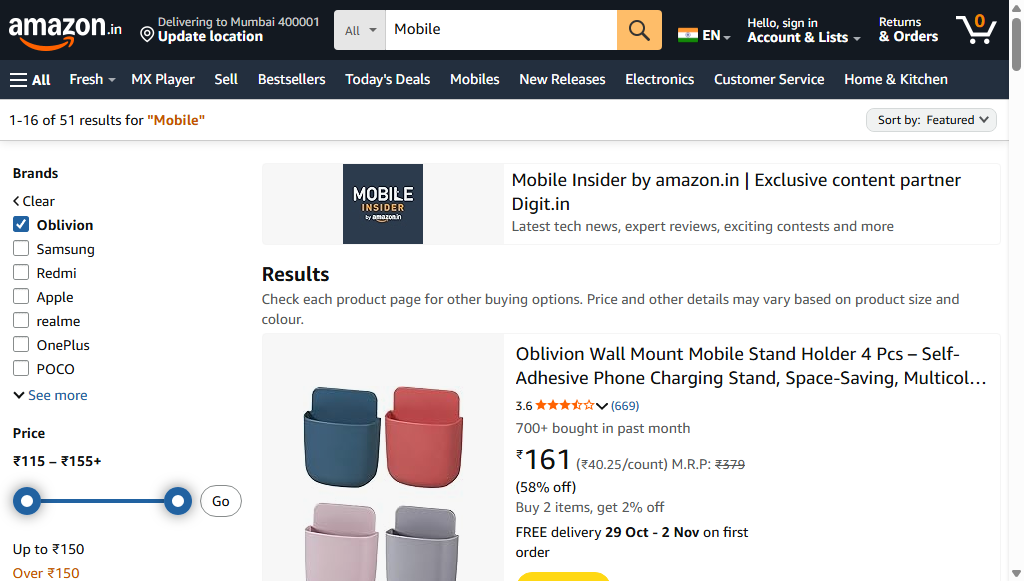 amazon.in
Delivering to Mumbai 400001
Update location
All
Mobile
EN
Hello, sign in
Account & Lists
Returns
& Orders
0
All
Fresh
MX Player
Sell
Bestsellers
Today's Deals
Mobiles
New Releases
Electronics
Customer Service
Home & Kitchen
1-16 of 51 results for "Mobile"
Sort by: Featured
Brands
Clear
Oblivion
Samsung
Redmi
Apple
realme
OnePlus
POCO
See more
Price
₹115 – ₹155+
Go
Up to ₹150
Over ₹150
MOBILE
INSIDER
by amazon.in
Mobile Insider by amazon.in | Exclusive content partner
Digit.in
Latest tech news, expert reviews, exciting contests and more
Results
Check each product page for other buying options. Price and other details may vary based on product size and
colour.
Oblivion Wall Mount Mobile Stand Holder 4 Pcs – Self-
Adhesive Phone Charging Stand, Space-Saving, Multicol…
3.6 (669)
700+ bought in past month
₹161 (₹40.25/count) M.R.P: ₹379
(58% off)
Buy 2 items, get 2% off
FREE delivery 29 Oct - 2 Nov on first
order